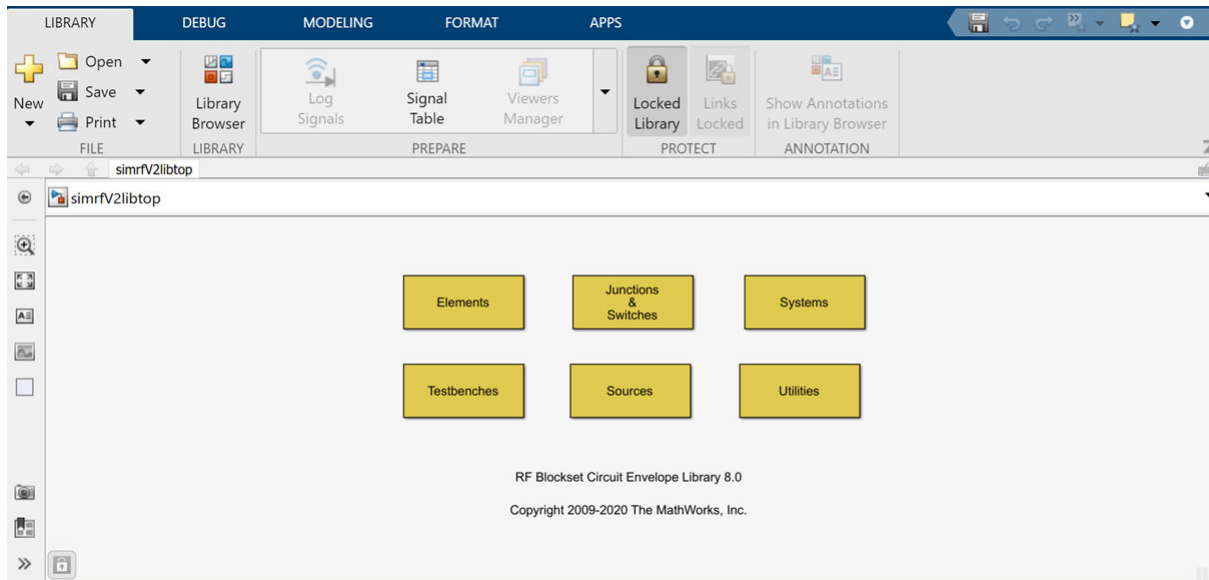 LIBRARY DEBUG MODELING FORMAT APPS
New
Open
Save
Print
FILE
Library
Browser
LIBRARY
Log
Signals
Signal
Table
Viewers
Manager
PREPARE
Locked
Library
Links
Locked
PROTECT
Show Annotations
in Library Browser
ANNOTATION
simrfV2libtop
simrfV2libtop
Elements
Junctions
&
Switches
Systems
Testbenches
Sources
Utilities
RF Blockset Circuit Envelope Library 8.0
Copyright 2009-2020 The MathWorks, Inc.